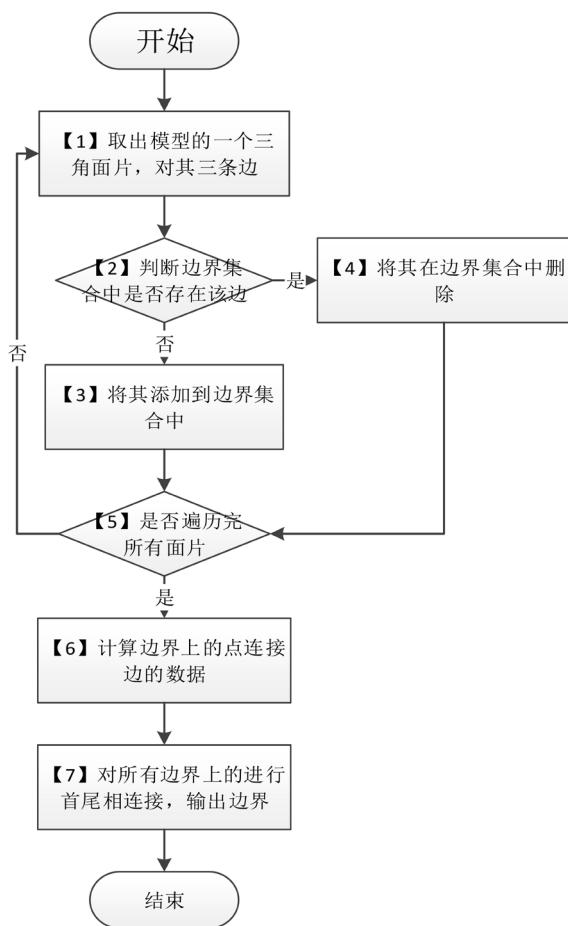 开始
【1】取出模型的一个三
角面片，对其三条边
【2】判断边界集
合中是否存在该边
是
【4】将其在边界集合中删
除
否
否
【3】将其添加到边界集
合中
【5】是否遍历完
所有面片
是
【6】计算边界上的点连接
边的数据
【7】对所有边界上的进行
首尾相连接，输出边界
结束